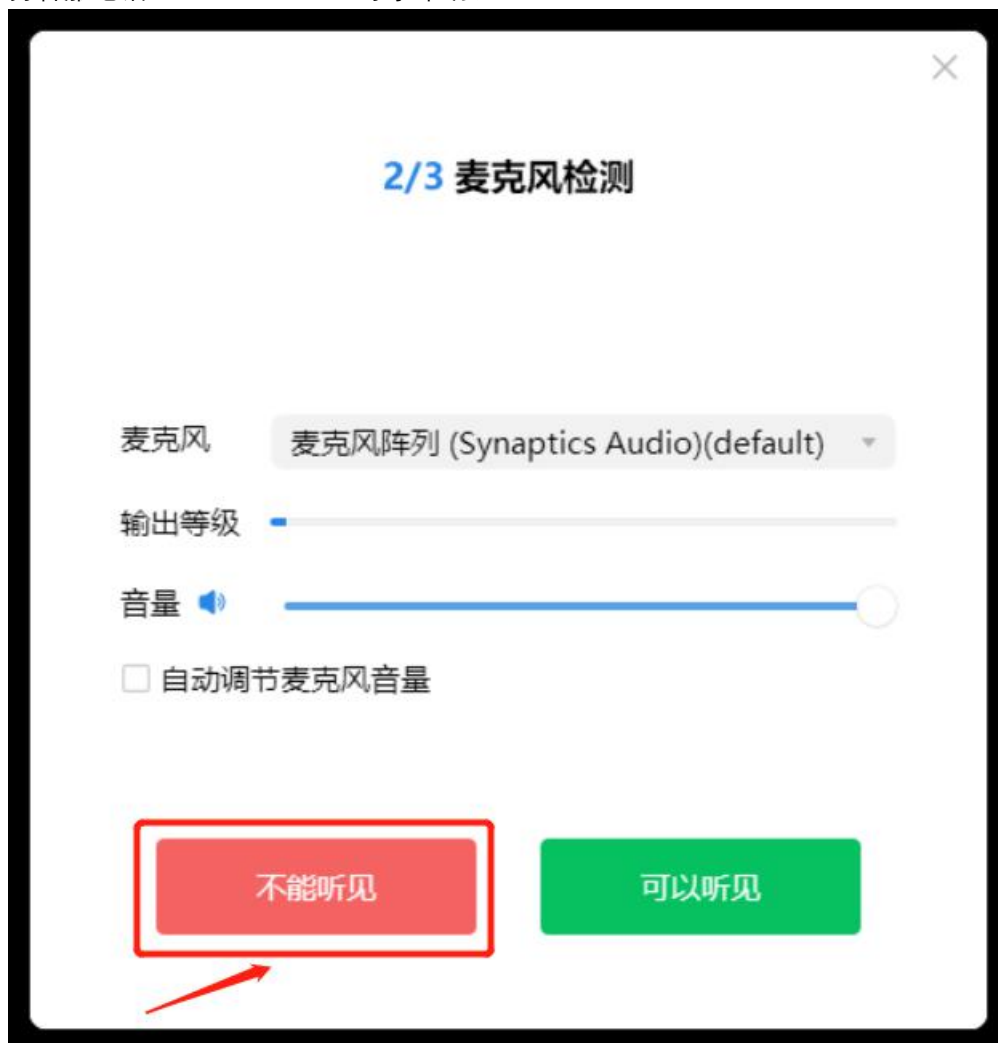 2/3 麦克风检测
麦克风 麦克风阵列 (Synaptics Audio)(default)
输出等级
音量
自动调节麦克风音量
不能听见 可以听见